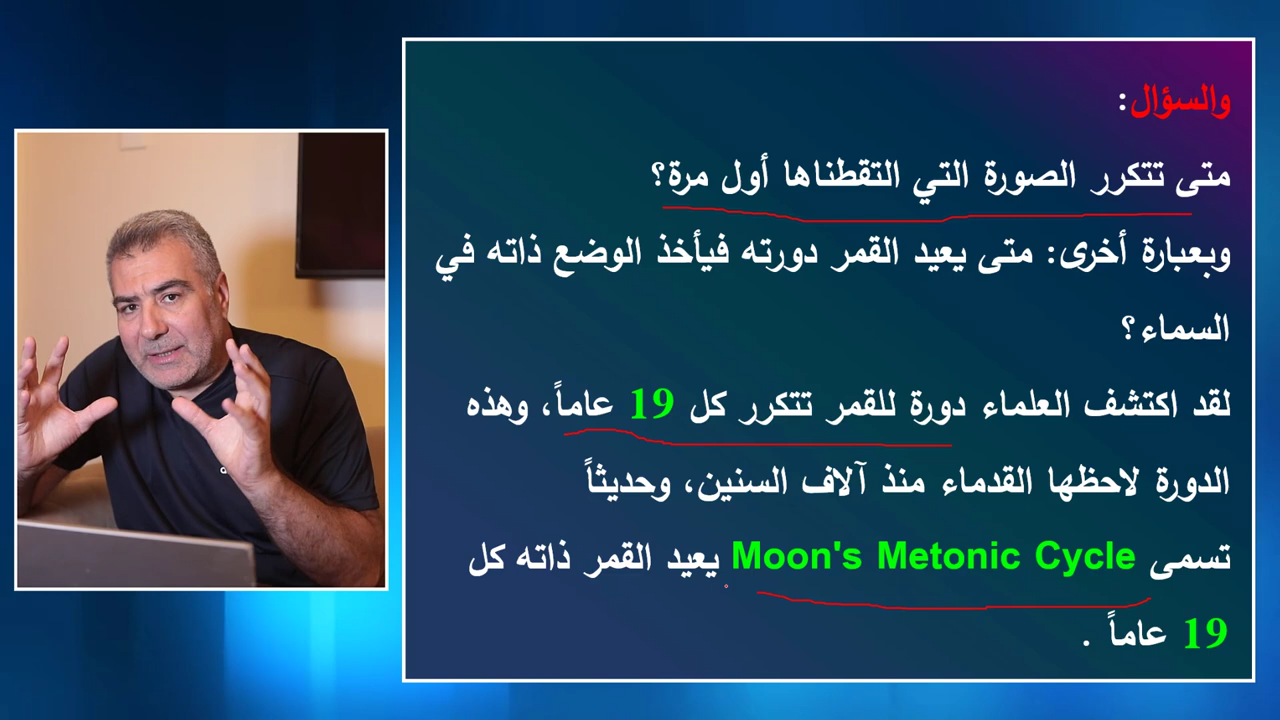 والسؤال:
متى تتكرر الصورة التي التقطناها أول مرة؟
وبعبارة أخرى: متى يعيد القمر دورته فيأخذ الوضع ذاته في
السماء؟
لقد اكتشف العلماء دورة للقمر تتكرر كل 19 عاماً، وهذه
الدورة لاحظها القدماء منذ آلاف السنين، وحديثاً
تسمى Moon's Metonic Cycle يعيد القمر ذاته كل
19 عاماً .